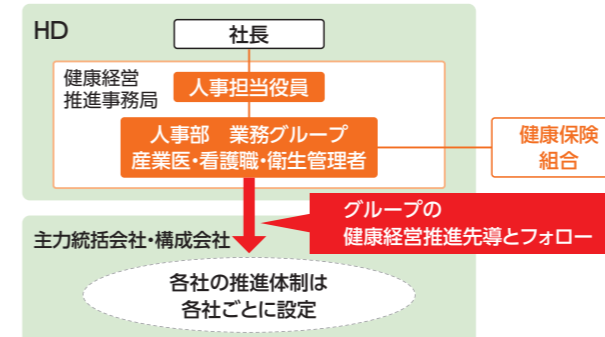 HD
社長
健康経営
推進事務局
人事担当役員
人事部　業務グループ
産業医・看護職・衛生管理者
健康保険
組合
グループの
健康経営推進先導とフォロー
主力統括会社・構成会社
各社の推進体制は
各社ごとに設定